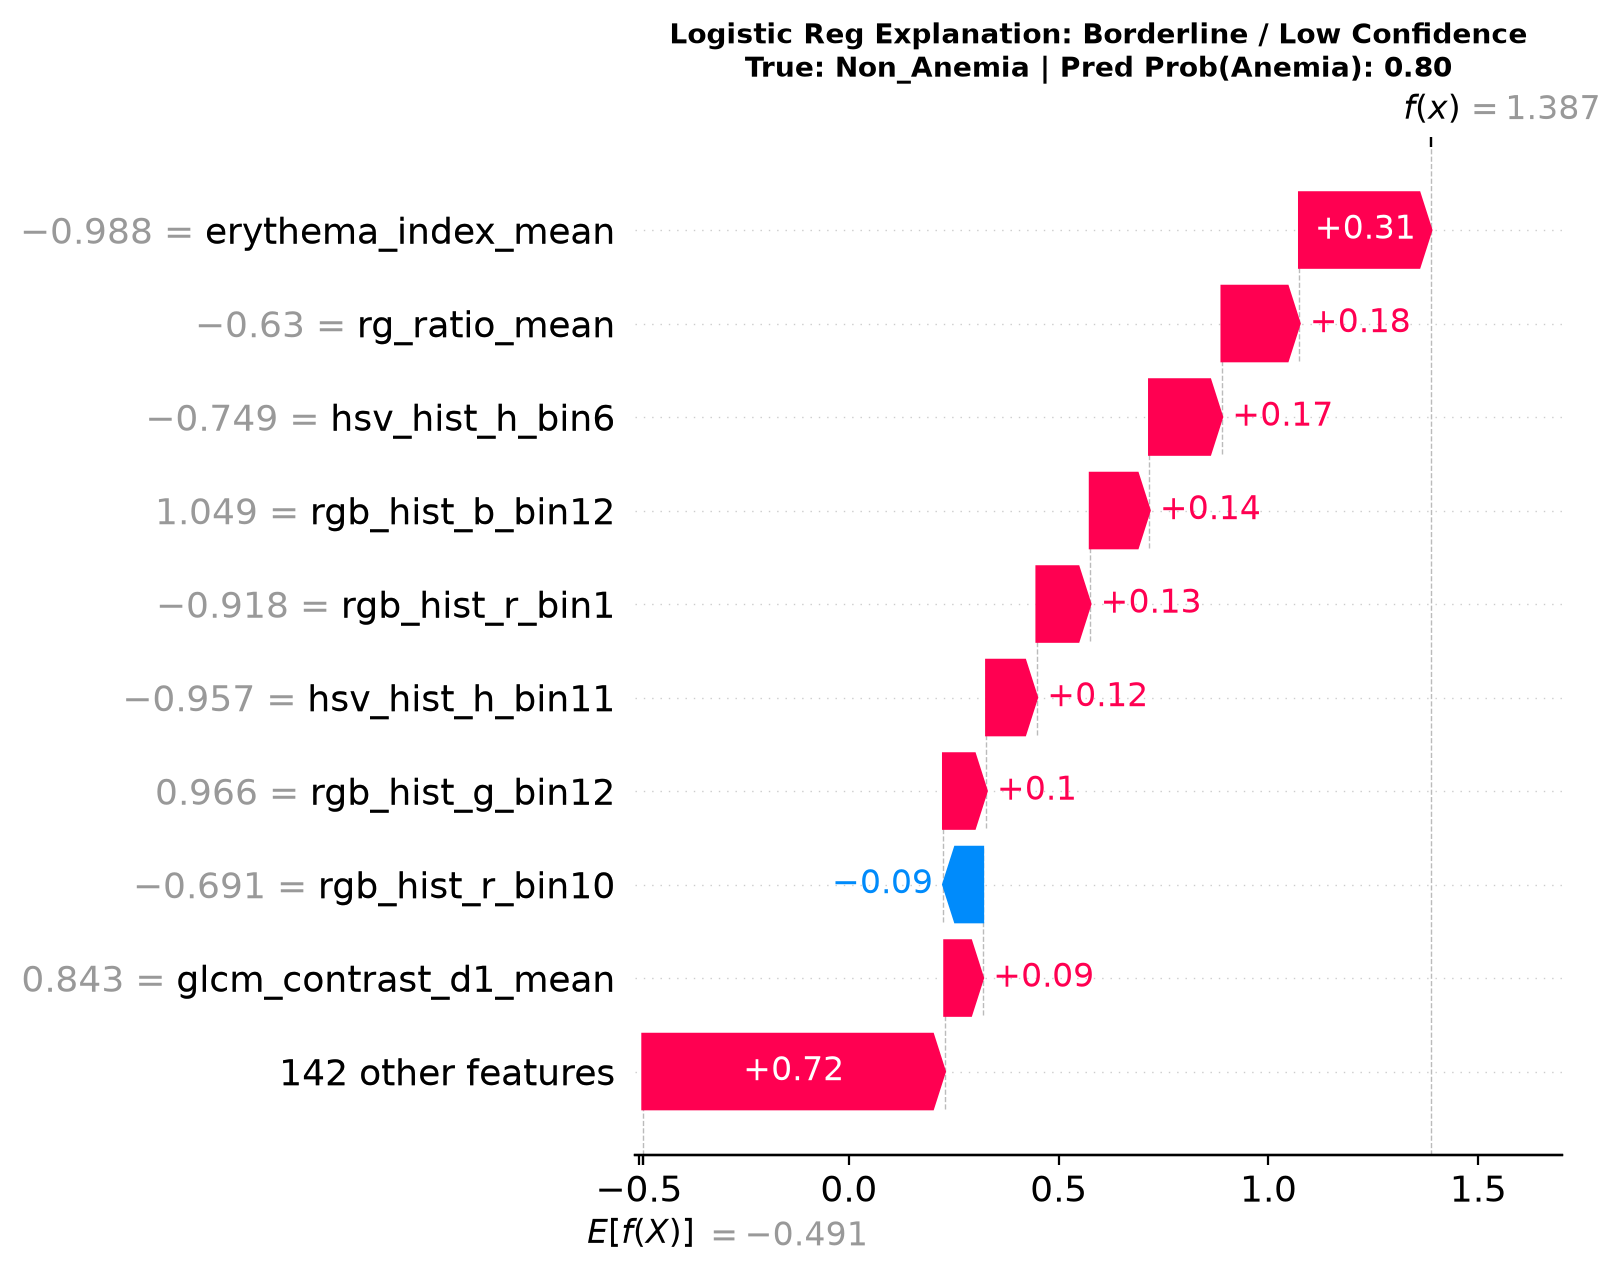 Logistic Reg Explanation: Borderline / Low Confidence
True: Non_Anemia | Pred Prob(Anemia): 0.80
f(x) = 1.387
−0.988 = erythema_index_mean +0.31
−0.63 = rg_ratio_mean +0.18
−0.749 = hsv_hist_h_bin6 +0.17
1.049 = rgb_hist_b_bin12 +0.14
−0.918 = rgb_hist_r_bin1 +0.13
−0.957 = hsv_hist_h_bin11 +0.12
0.966 = rgb_hist_g_bin12 +0.1
−0.691 = rgb_hist_r_bin10 −0.09
0.843 = glcm_contrast_d1_mean +0.09
142 other features +0.72
−0.5 0.0 0.5 1.0 1.5
E[f(X)] = −0.491